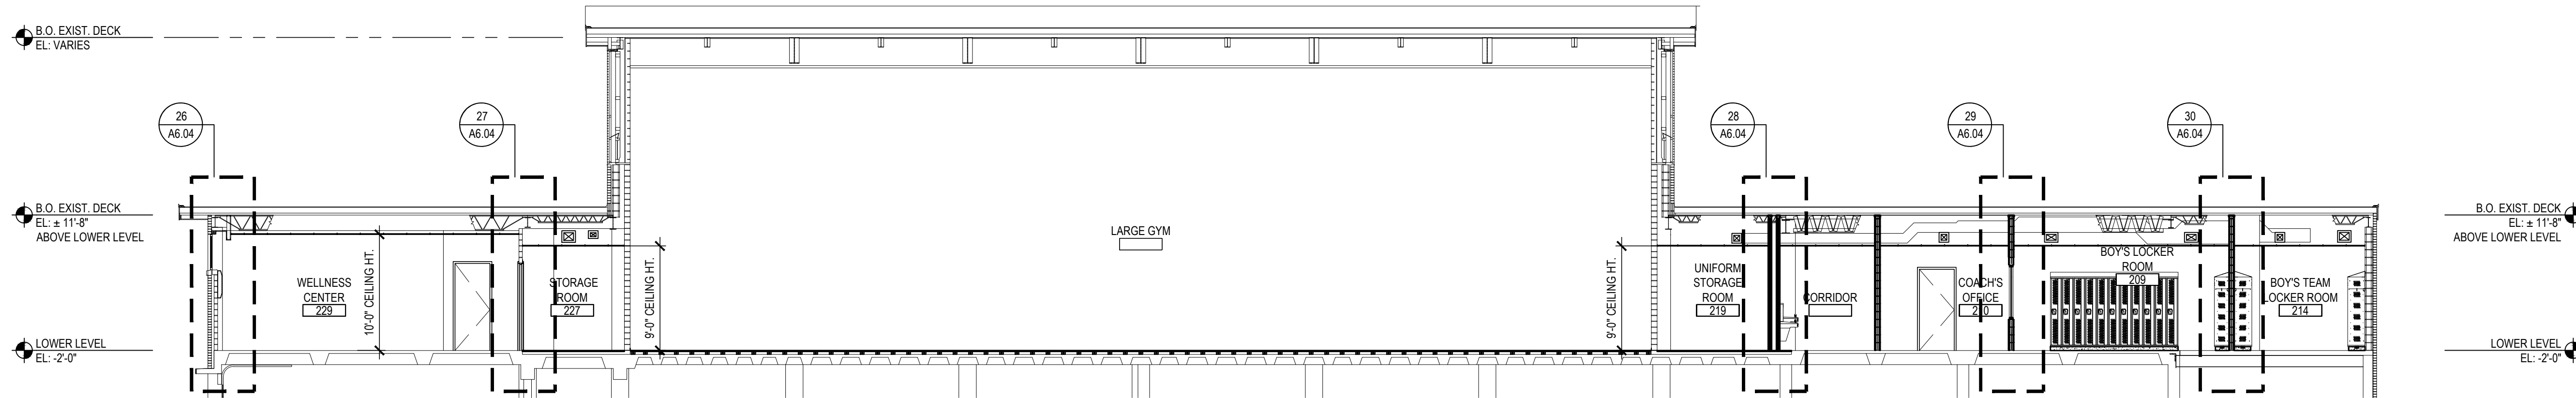 B.O. EXIST. DECK
EL: VARIES
26
A6.04
27
A6.04
28
A6.04
29
A6.04
30
A6.04
B.O. EXIST. DECK
EL: ± 11'-8"
ABOVE LOWER LEVEL
B.O. EXIST. DECK
EL: ± 11'-8"
ABOVE LOWER LEVEL
WELLNESS
CENTER
229
10'-0" CEILING HT.
STORAGE
ROOM
227
9'-0" CEILING HT.
LARGE GYM
9'-0" CEILING HT.
UNIFORM
STORAGE
ROOM
219
CORRIDOR
COACH'S
OFFICE
210
BOY'S LOCKER
ROOM
209
BOY'S TEAM
LOCKER ROOM
214
LOWER LEVEL
EL: -2'-0"
LOWER LEVEL
EL: -2'-0"